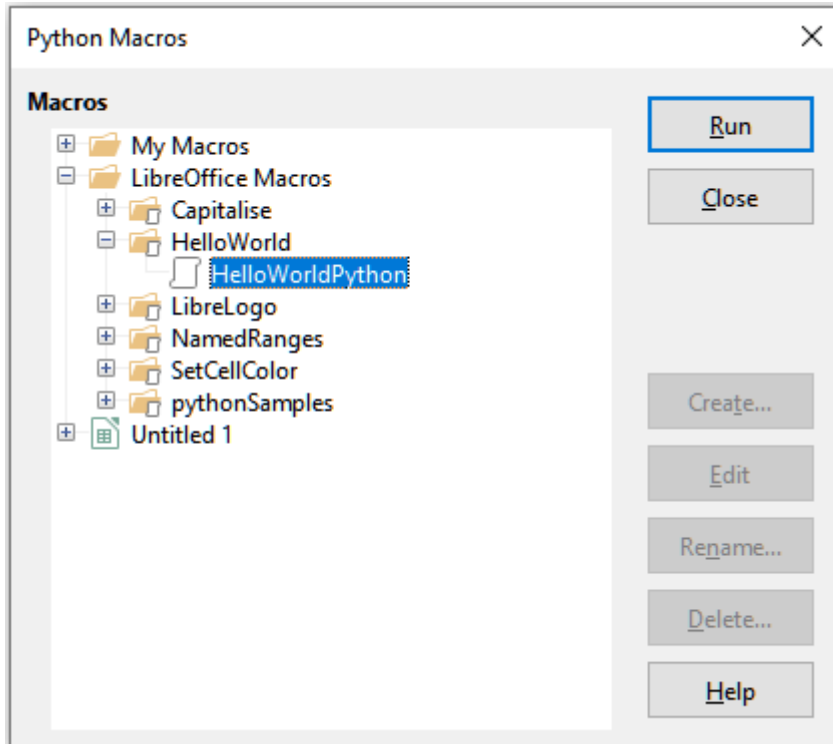 Python Macros
Macros
My Macros
LibreOffice Macros
Capitalise
HelloWorld
HelloWorldPython
LibreLogo
NamedRanges
SetCellColor
pythonSamples
Untitled 1
Run
Close
Create...
Edit
Rename...
Delete...
Help